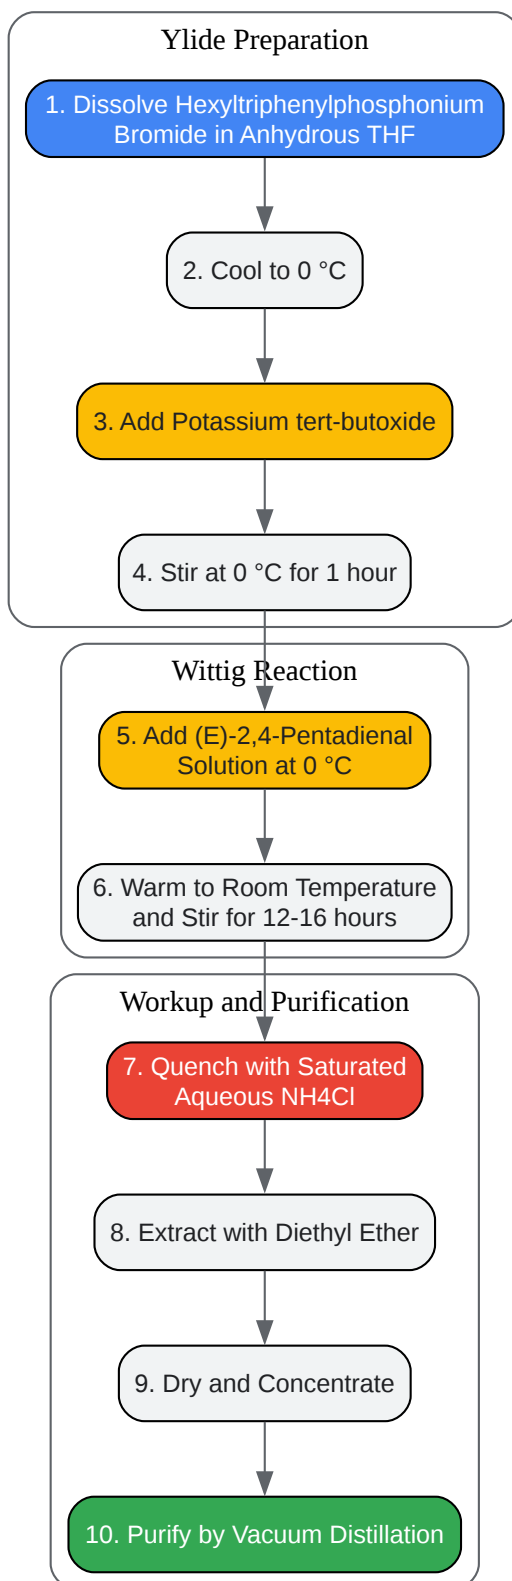 Ylide Preparation
1. Dissolve Hexyltriphenylphosphonium
Bromide in Anhydrous THF
2. Cool to 0 °C
3. Add Potassium tert-butoxide
4. Stir at 0 °C for 1 hour
Wittig Reaction
5. Add (E)-2,4-Pentadienal
Solution at 0 °C
6. Warm to Room Temperature
and Stir for 12-16 hours
Workup and Purification
7. Quench with Saturated
Aqueous NH4Cl
8. Extract with Diethyl Ether
9. Dry and Concentrate
10. Purify by Vacuum Distillation